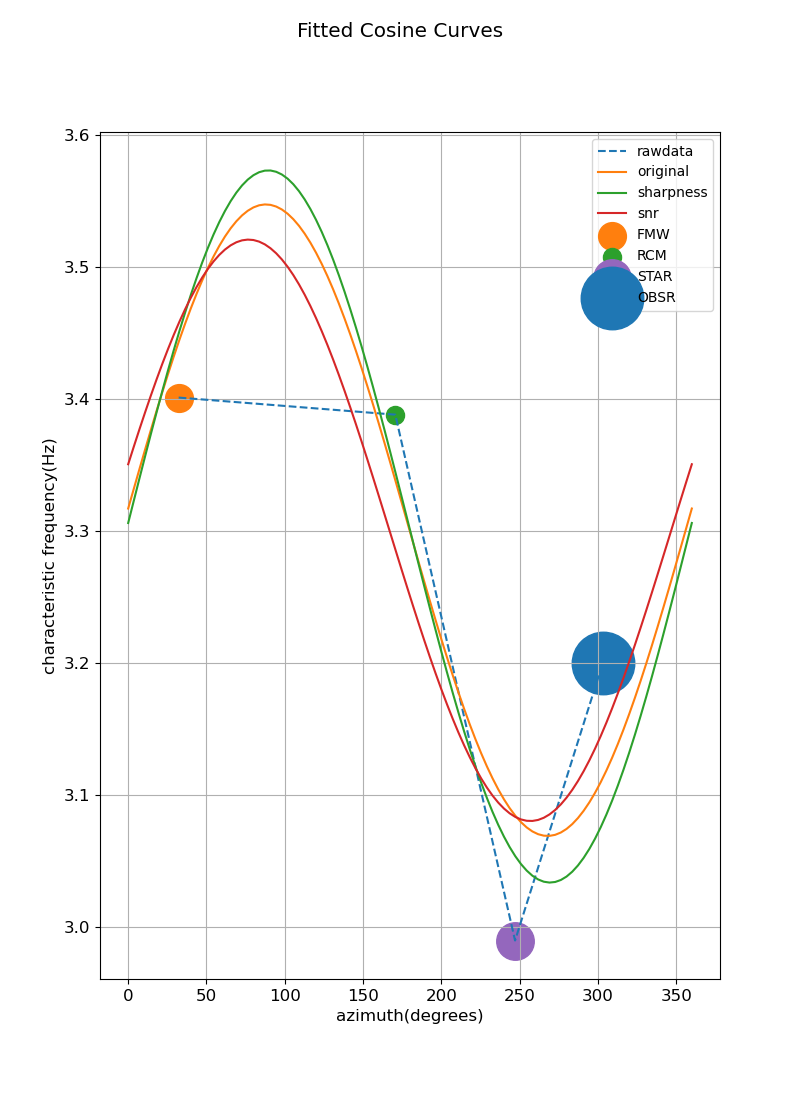 Fitted Cosine Curves
3.6
3.5
3.4
3.3
3.2
3.1
3.0
characteristic frequency(Hz)
rawdata
original
sharpness
snr
FMW
RCM
STAR
OBSR
0 50 100 150 200 250 300 350
azimuth(degrees)